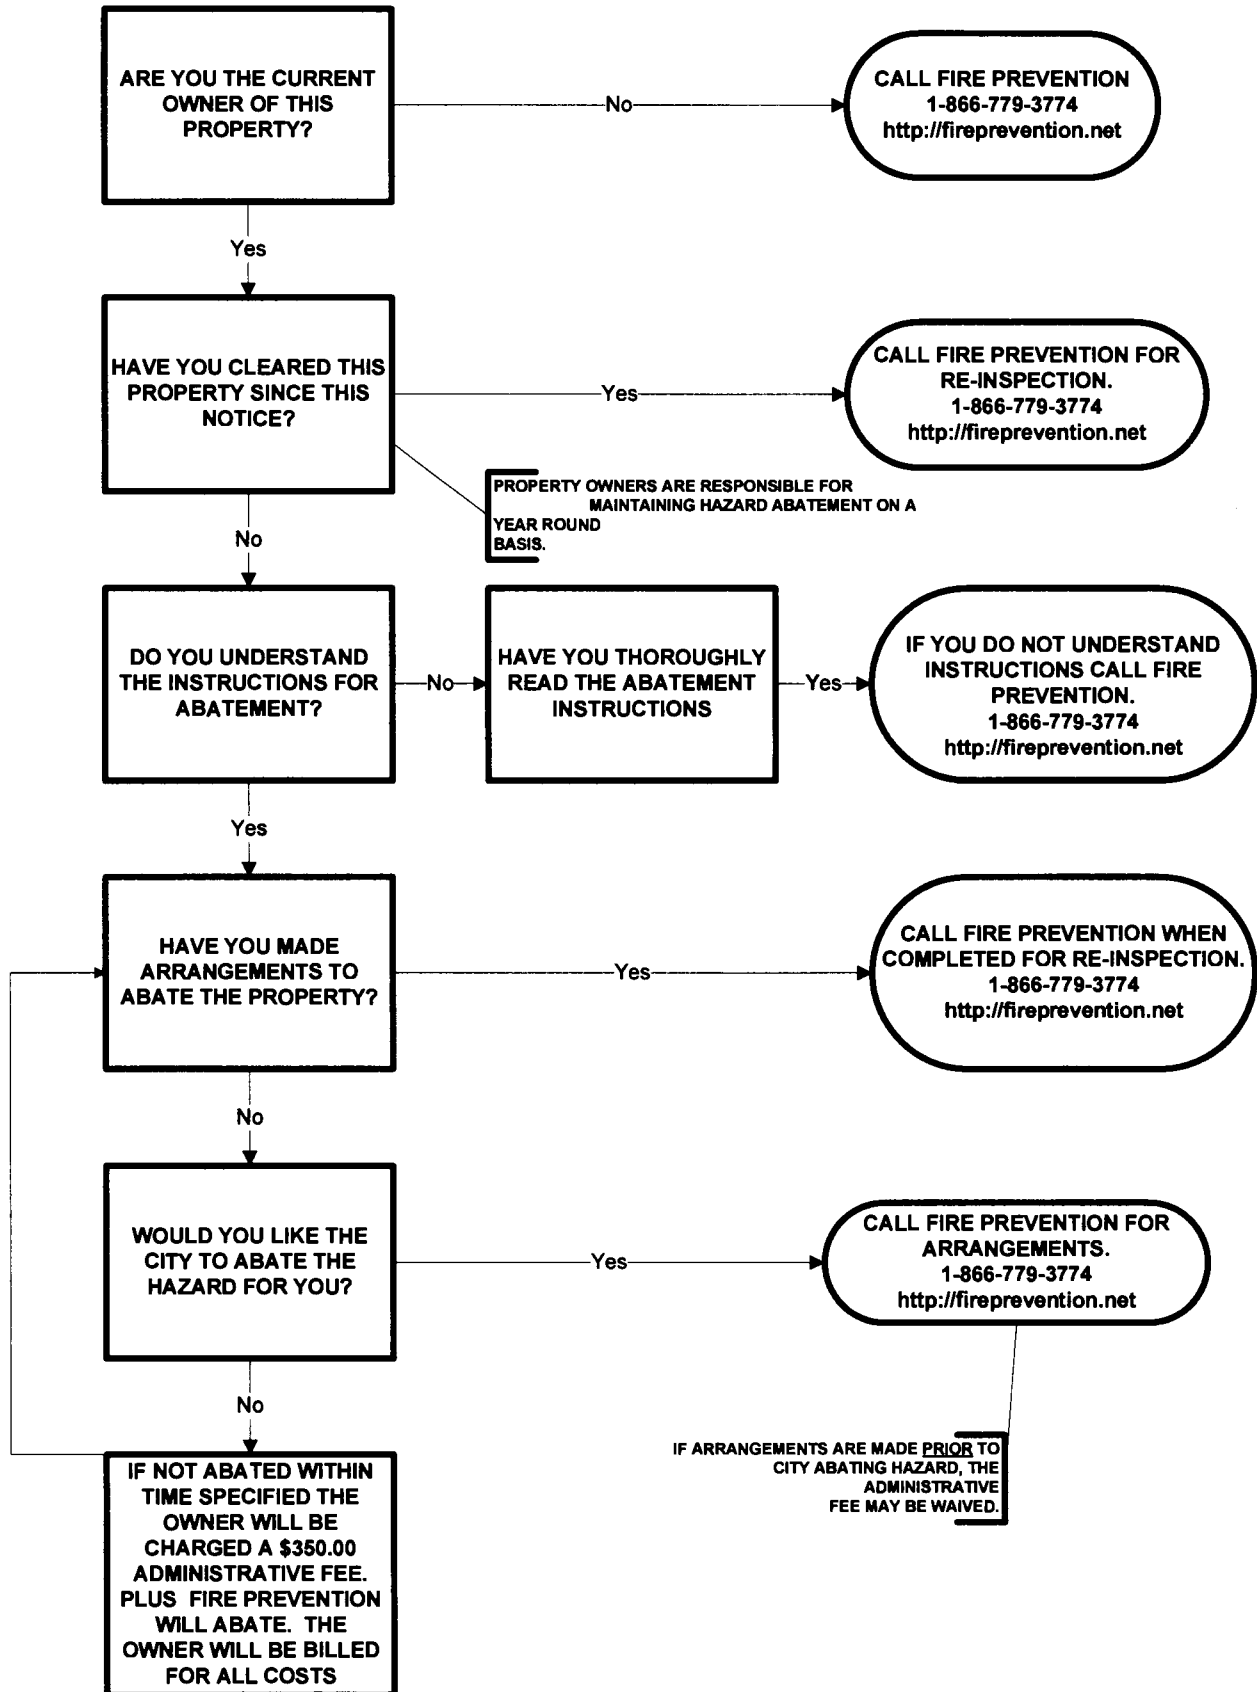 ARE YOU THE CURRENT
OWNER OF THIS
PROPERTY?
No
CALL FIRE PREVENTION
1-866-779-3774
http://fireprevention.net
Yes
HAVE YOU CLEARED THIS
PROPERTY SINCE THIS
NOTICE?
Yes
CALL FIRE PREVENTION FOR
RE-INSPECTION.
1-866-779-3774
http://fireprevention.net
PROPERTY OWNERS ARE RESPONSIBLE FOR
MAINTAINING HAZARD ABATEMENT ON A
YEAR ROUND
BASIS.
No
DO YOU UNDERSTAND
THE INSTRUCTIONS FOR
ABATEMENT?
No
HAVE YOU THOROUGHLY
READ THE ABATEMENT
INSTRUCTIONS
Yes
IF YOU DO NOT UNDERSTAND
INSTRUCTIONS CALL FIRE
PREVENTION.
1-866-779-3774
http://fireprevention.net
Yes
HAVE YOU MADE
ARRANGEMENTS TO
ABATE THE PROPERTY?
Yes
CALL FIRE PREVENTION WHEN
COMPLETED FOR RE-INSPECTION.
1-866-779-3774
http://fireprevention.net
No
WOULD YOU LIKE THE
CITY TO ABATE THE
HAZARD FOR YOU?
Yes
CALL FIRE PREVENTION FOR
ARRANGEMENTS.
1-866-779-3774
http://fireprevention.net
No
IF ARRANGEMENTS ARE MADE PRIOR TO
CITY ABATING HAZARD, THE
ADMINISTRATIVE
FEE MAY BE WAIVED.
IF NOT ABATED WITHIN
TIME SPECIFIED THE
OWNER WILL BE
CHARGED A $350.00
ADMINISTRATIVE FEE.
PLUS FIRE PREVENTION
WILL ABATE. THE
OWNER WILL BE BILLED
FOR ALL COSTS